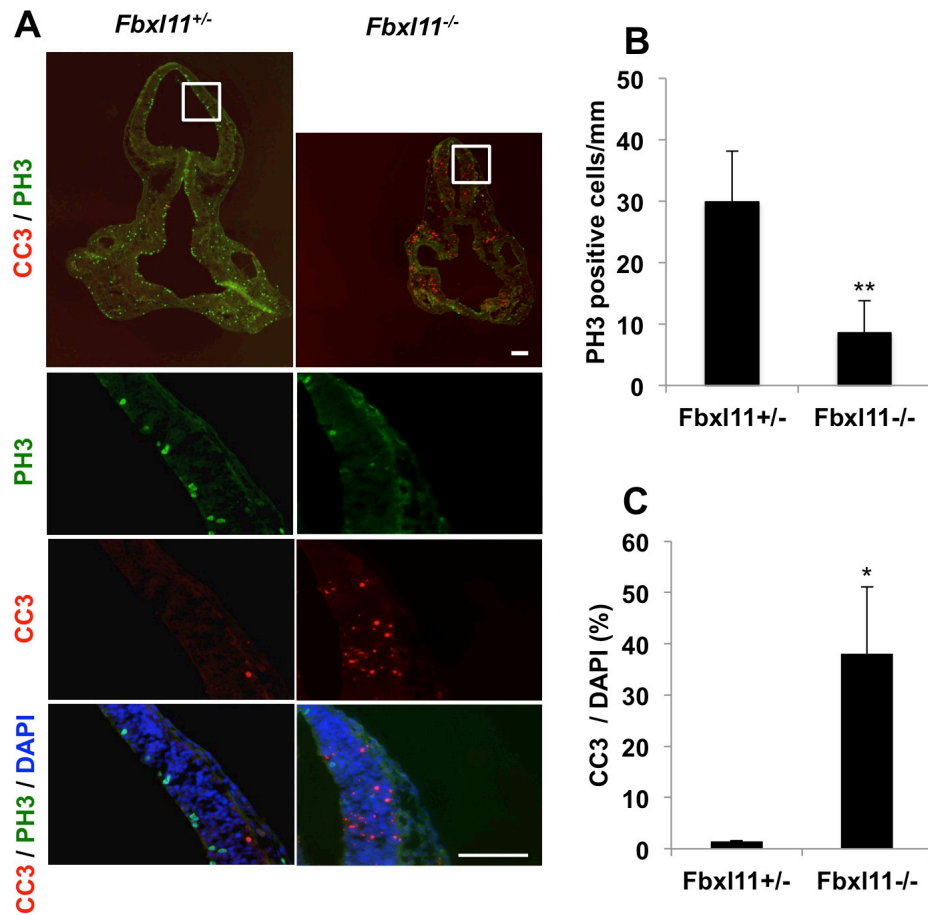 A
Fbxl11+/-
Fbxl11-/-
CC3 / PH3
PH3
CC3
CC3 / PH3 / DAPI
B
PH3 positive cells/mm
50
40
30
20
10
0
**
Fbxl11+/-
Fbxl11-/-
C
CC3 / DAPI (%)
60
50
40
30
20
10
0
*
Fbxl11+/-
Fbxl11-/-